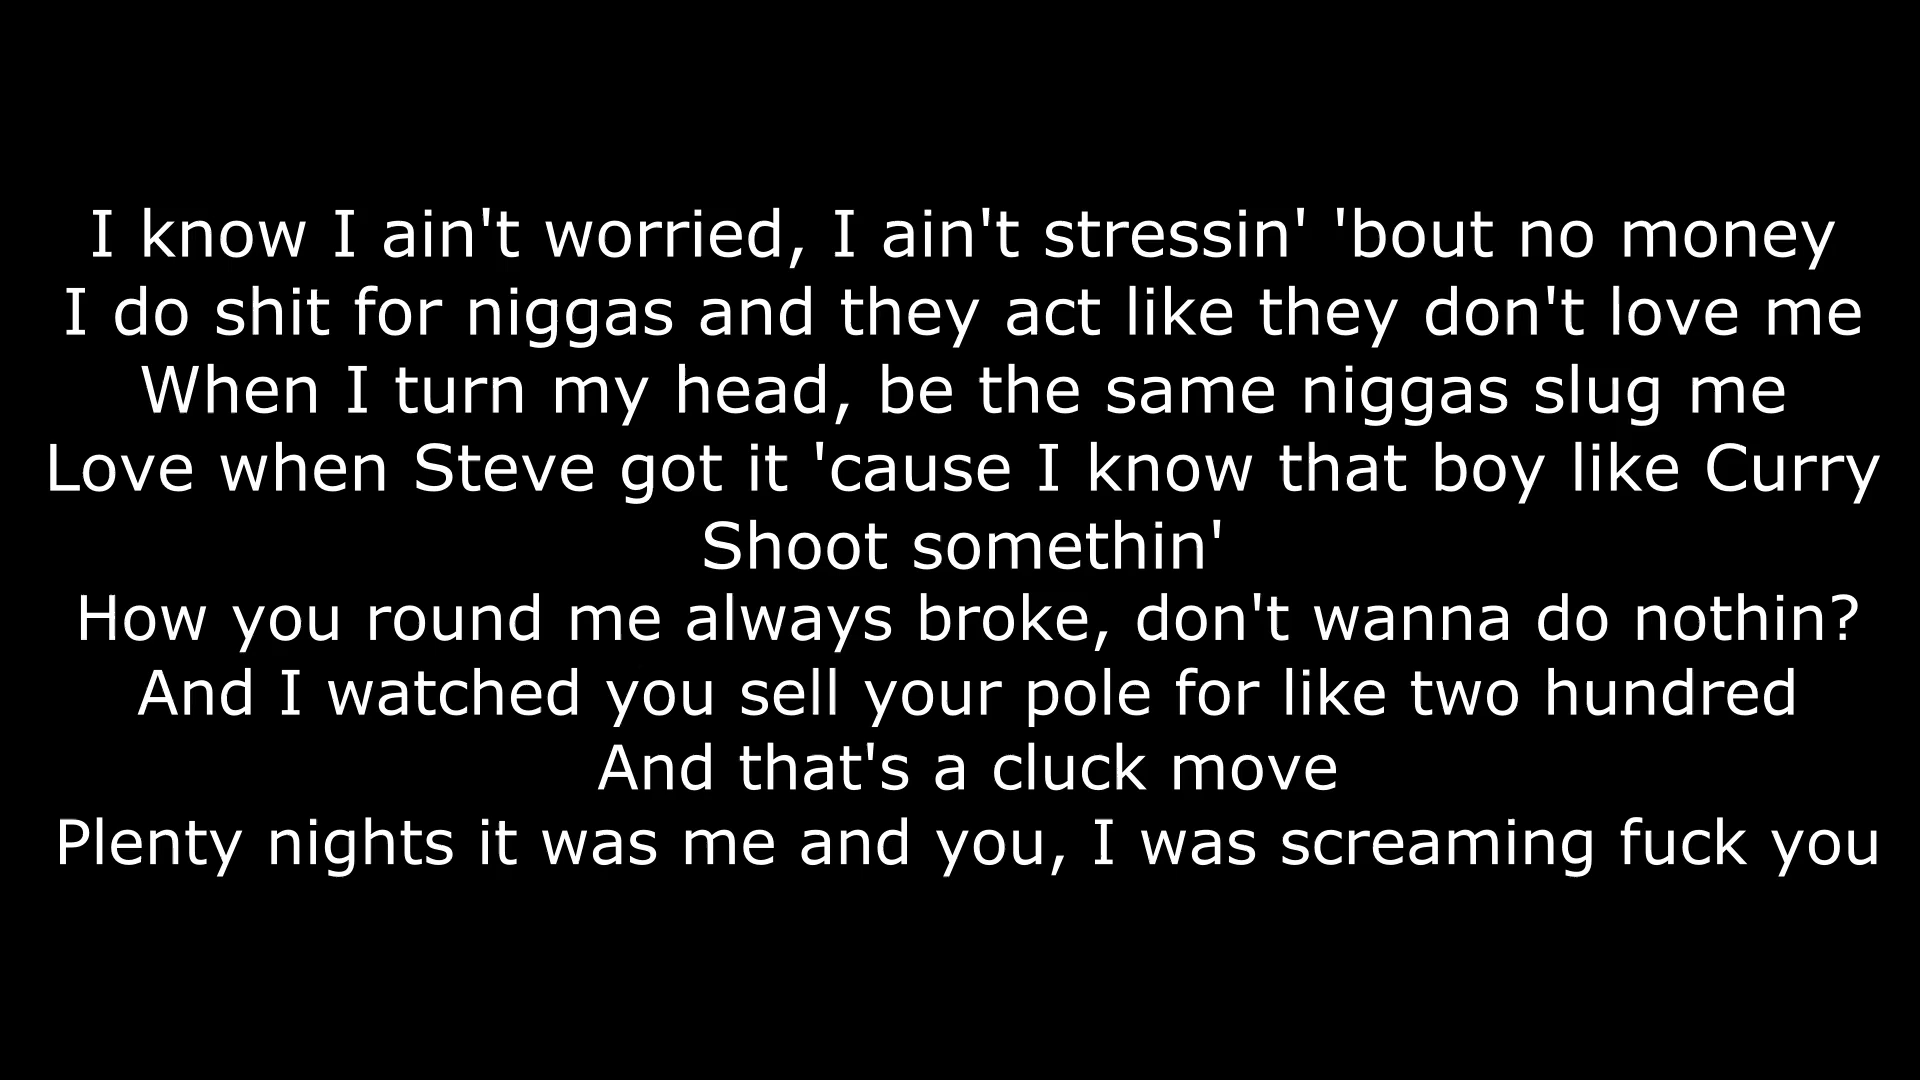 I know I ain't worried, I ain't stressin' 'bout no money
I do shit for niggas and they act like they don't love me
When I turn my head, be the same niggas slug me
Love when Steve got it 'cause I know that boy like Curry
Shoot somethin'
How you round me always broke, don't wanna do nothin?
And I watched you sell your pole for like two hundred
And that's a cluck move
Plenty nights it was me and you, I was screaming fuck you